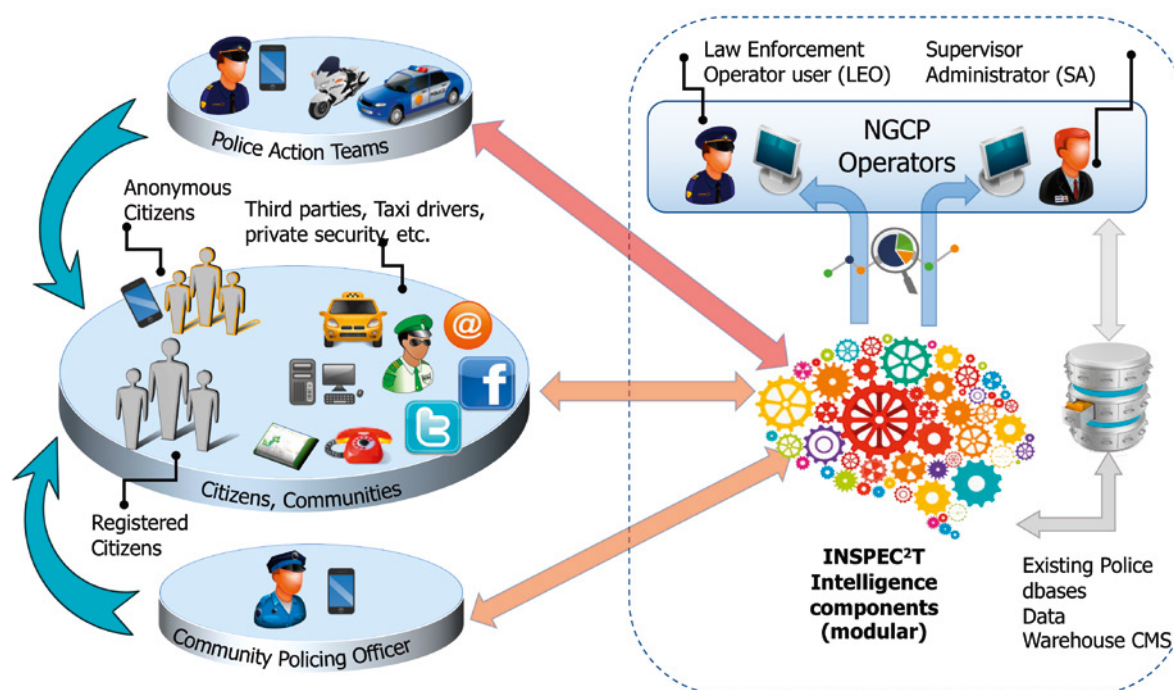 Police Action Teams
Anonymous
Citizens
Third parties, Taxi drivers,
private security, etc.
@
f
t
Citizens, Communities
Registered
Citizens
Community Policing Officer
Law Enforcement
Operator user (LEO)
Supervisor
Administrator (SA)
NGCP
Operators
INSPEC²T
Intelligence
components
(modular)
Existing Police
dbases
Data
Warehouse CMS